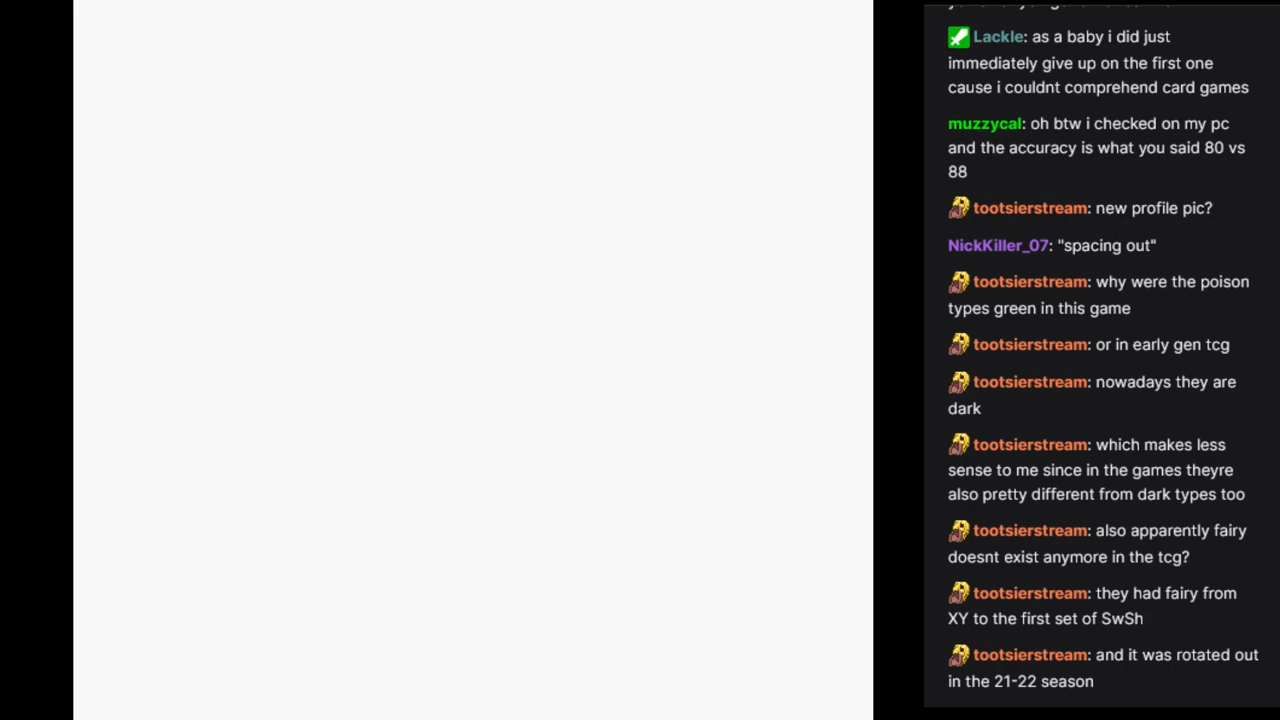 Lackle: as a baby i did just
immediately give up on the first one
cause i couldnt comprehend card games
muzzycal: oh btw i checked on my pc
and the accuracy is what you said 80 vs
88
tootsierstream: new profile pic?
NickKiller_07: "spacing out"
tootsierstream: why were the poison
types green in this game
tootsierstream: or in early gen tcg
tootsierstream: nowadays they are
dark
tootsierstream: which makes less
sense to me since in the games theyre
also pretty different from dark types too
tootsierstream: also apparently fairy
doesnt exist anymore in the tcg?
tootsierstream: they had fairy from
XY to the first set of SwSh
tootsierstream: and it was rotated out
in the 21-22 season